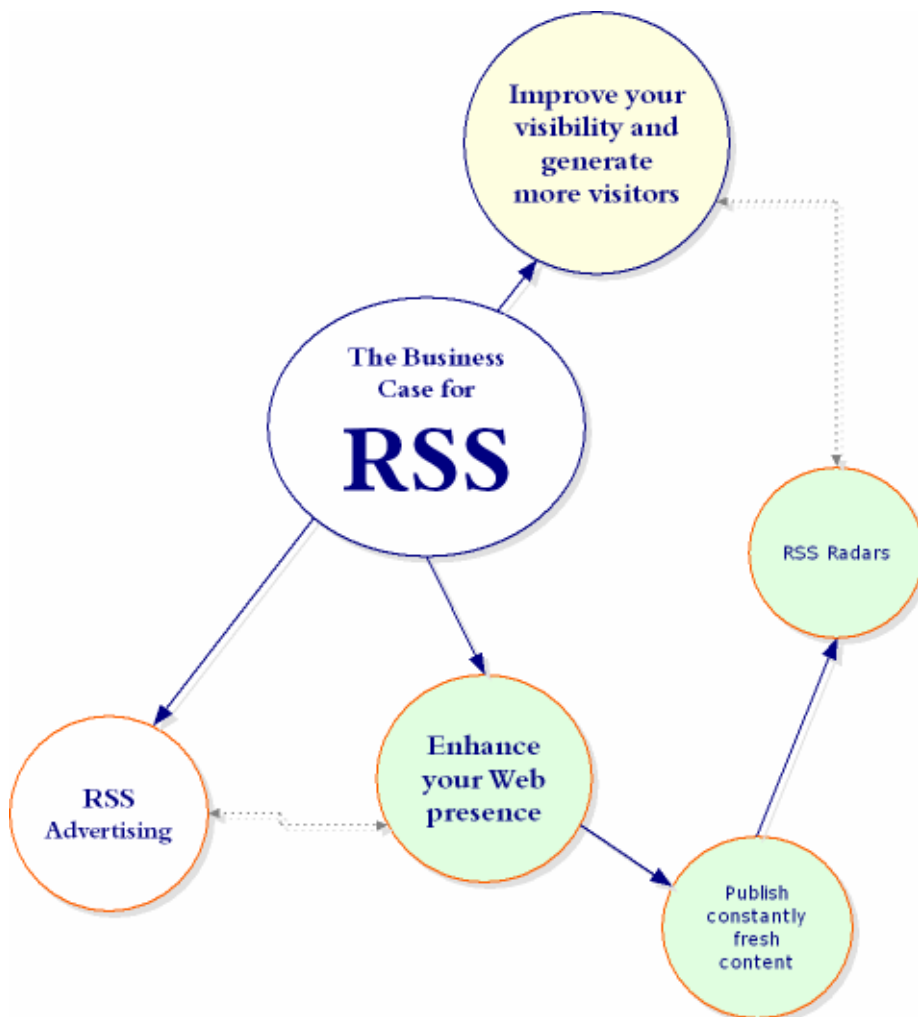 Improve your
visibility and
generate
more visitors
The Business
Case for
RSS
RSS Radars
Enhance
your Web
presence
RSS
Advertising
Publish
constantly
fresh
content